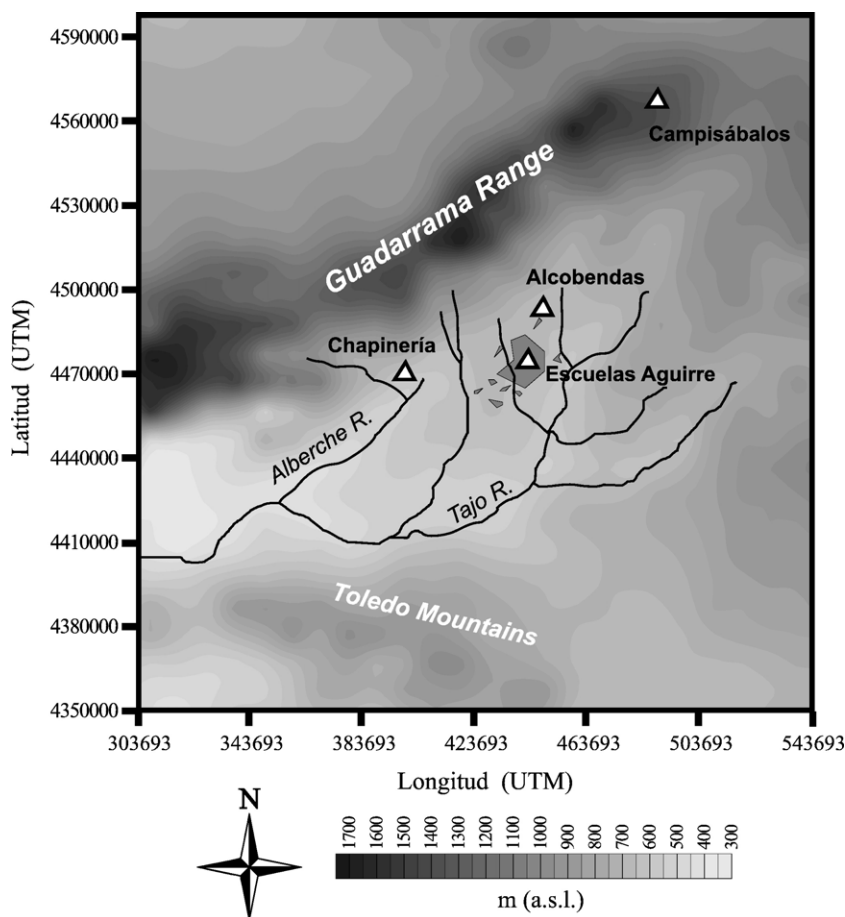 4590000
4560000
Campisábalos
4530000
Guadarrama Range
4500000
Alcobendas
Chapinería
4470000
Escuelas Aguirre
Latitud (UTM)
Alberche R.
4440000
Tajo R.
4410000
Toledo Mountains
4380000
4350000
303693 343693 383693 423693 463693 503693 543693
Longitud (UTM)
N
1700 1600 1500 1400 1300 1200 1100 1000 900 800 700 600 500 400 300
m (a.s.l.)